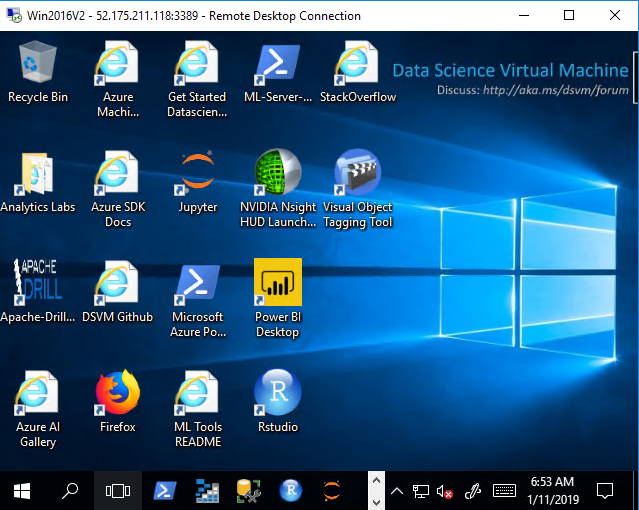 Win2016V2 - 52.175.211.118:3389 - Remote Desktop Connection
Data Science Virtual Machine
Discuss: http://aka.ms/dsvm/forum
Recycle Bin
Azure
Machi...
Get Started
Datascien...
ML-Server-...
StackOverflow
Analytics Labs
Azure SDK
Docs
Jupyter
NVIDIA Nsight
HUD Launch...
Visual Object
Tagging Tool
APACHE
DRILL
Apache-Drill...
DSVM Github
Microsoft
Azure Po...
Power BI
Desktop
Azure AI
Gallery
Firefox
ML Tools
README
R
Rstudio
R
6:53 AM
1/11/2019